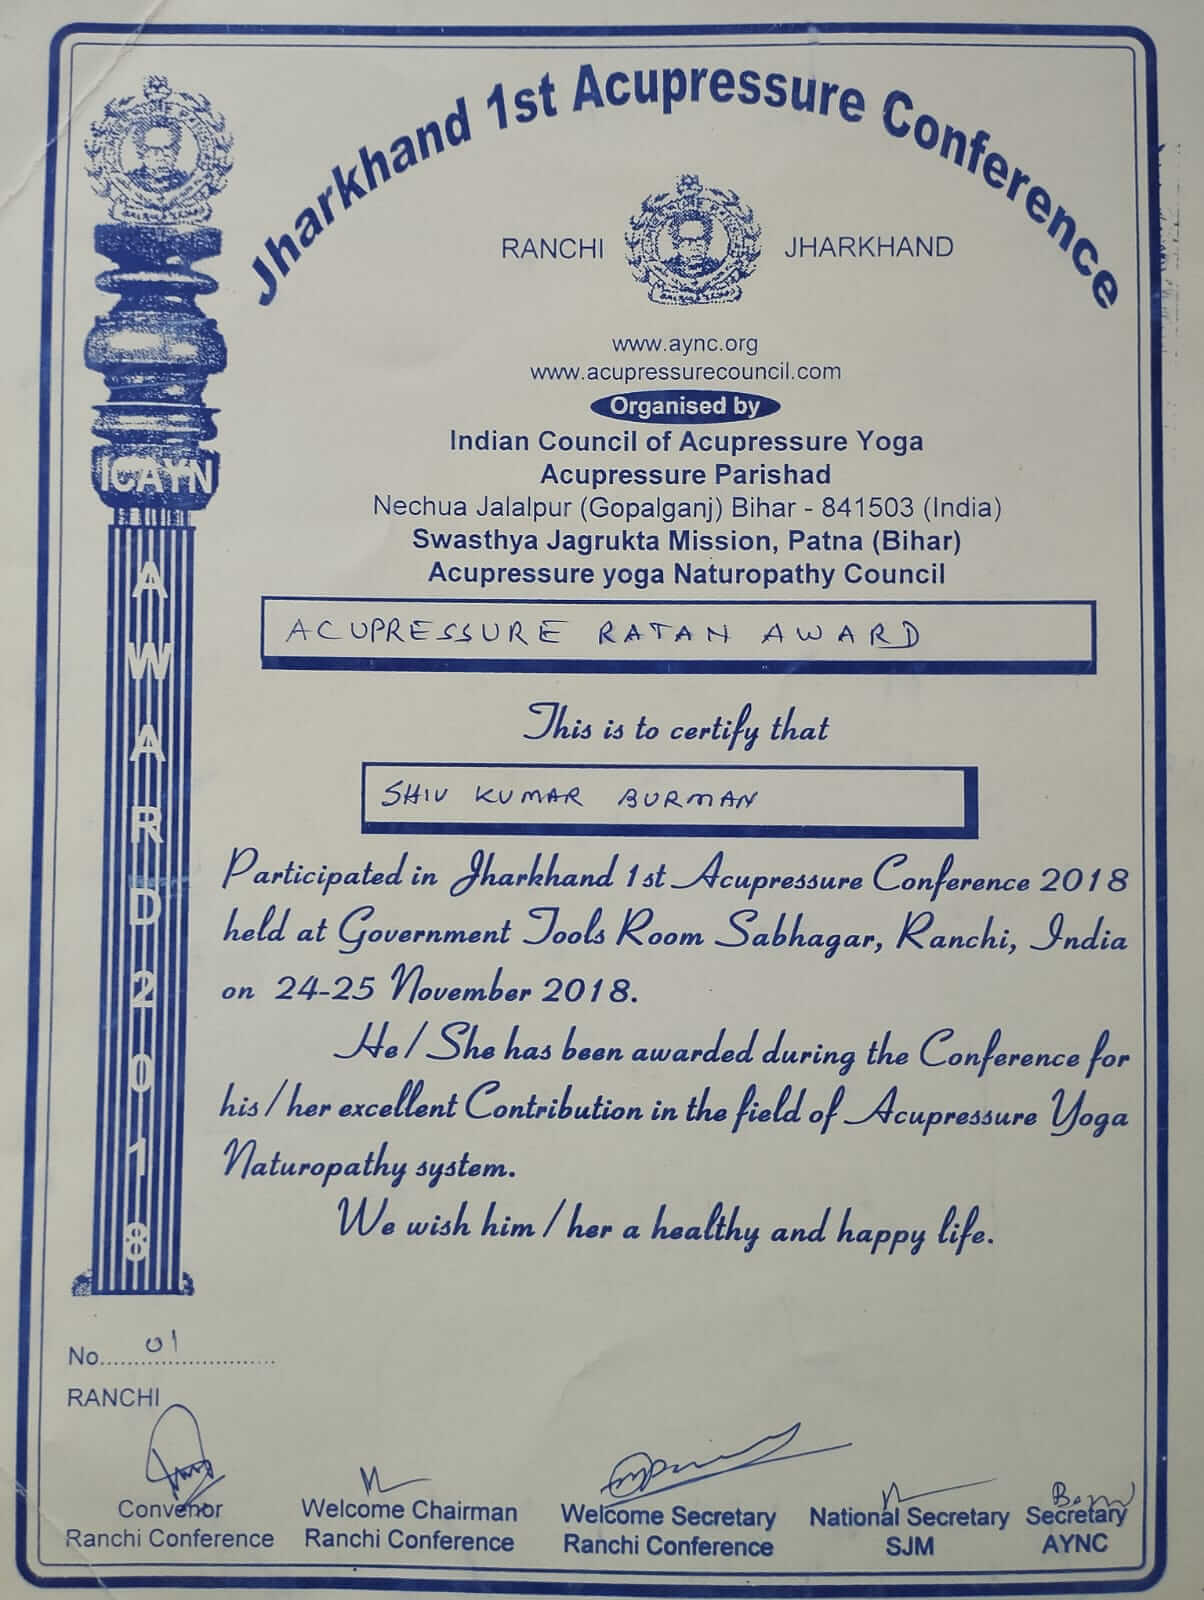 Jharkhand 1st Acupressure Conference
RANCHI JHARKHAND
www.aync.org
www.acupressurecouncil.com
Organised by
Indian Council of Acupressure Yoga
Acupressure Parishad
Nechua Jalalpur (Gopalganj) Bihar - 841503 (India)
Swasthya Jagrukta Mission, Patna (Bihar)
Acupressure yoga Naturopathy Council
ICAYN
AWARD 2018
ACUPRESSURE RATAN AWARD
This is to certify that
SHIV KUMAR BURMAN
Participated in Jharkhand 1st Acupressure Conference 2018
held at Government Tools Room Sabhagar, Ranchi, India
on 24-25 November 2018.
He / She has been awarded during the Conference for
his / her excellent Contribution in the field of Acupressure Yoga
Naturopathy system.
We wish him / her a healthy and happy life.
No. 01
RANCHI
Convenor Welcome Chairman Welcome Secretary National Secretary Secretary
Ranchi Conference Ranchi Conference Ranchi Conference SJM AYNC